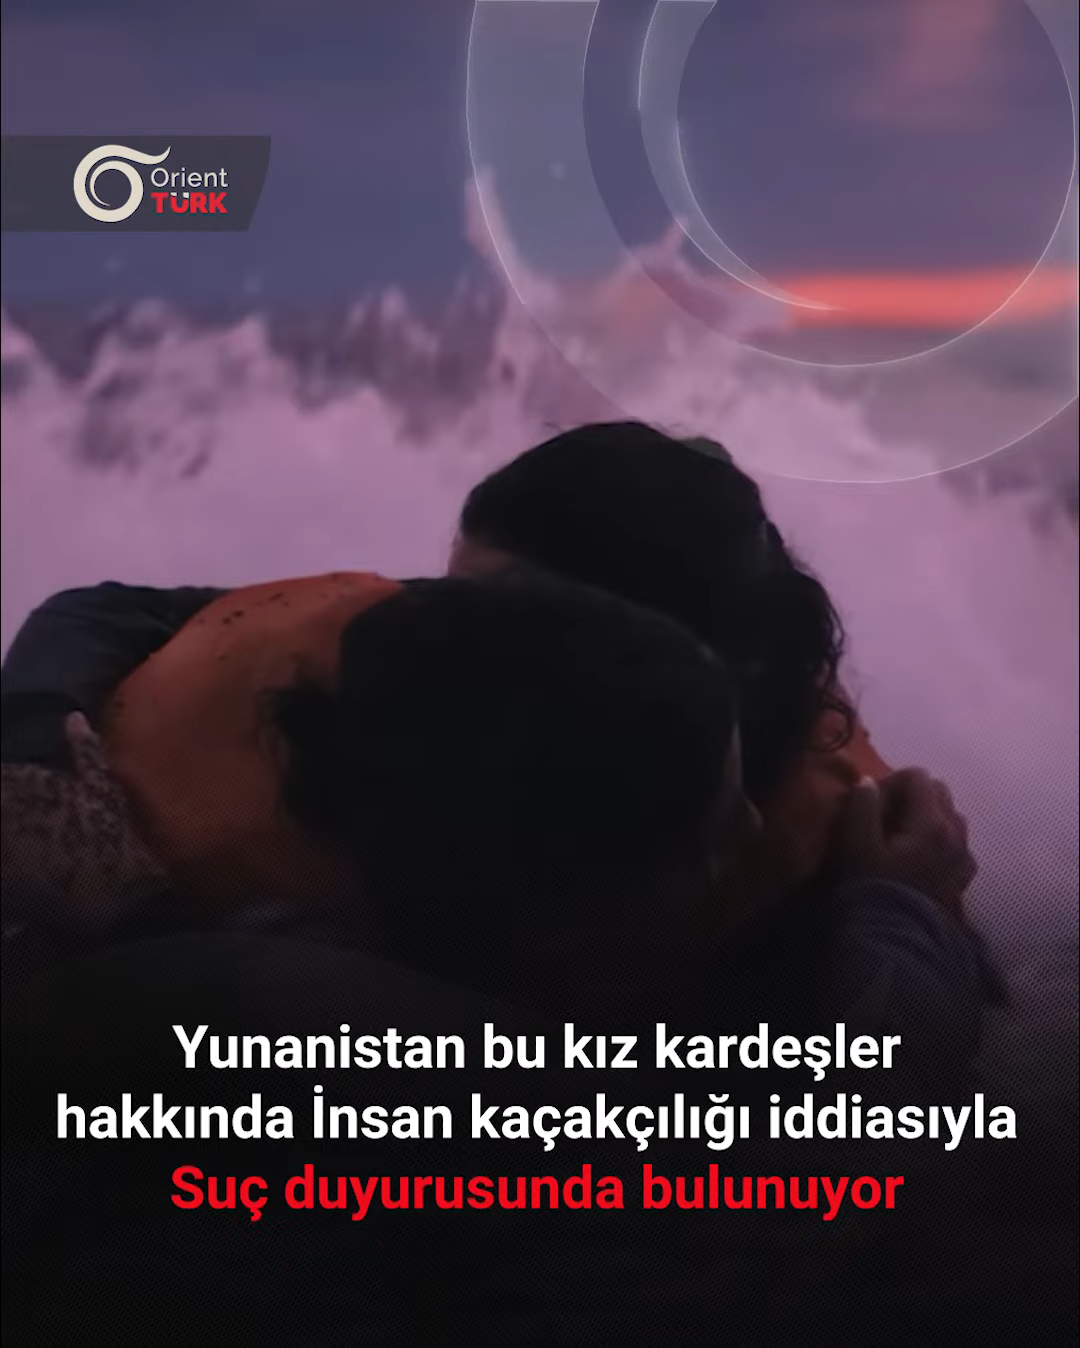 Orient
TÜRK
Yunanistan bu kız kardeşler
hakkında İnsan kaçakçılığı iddiasıyla
Suç duyurusunda bulunuyor